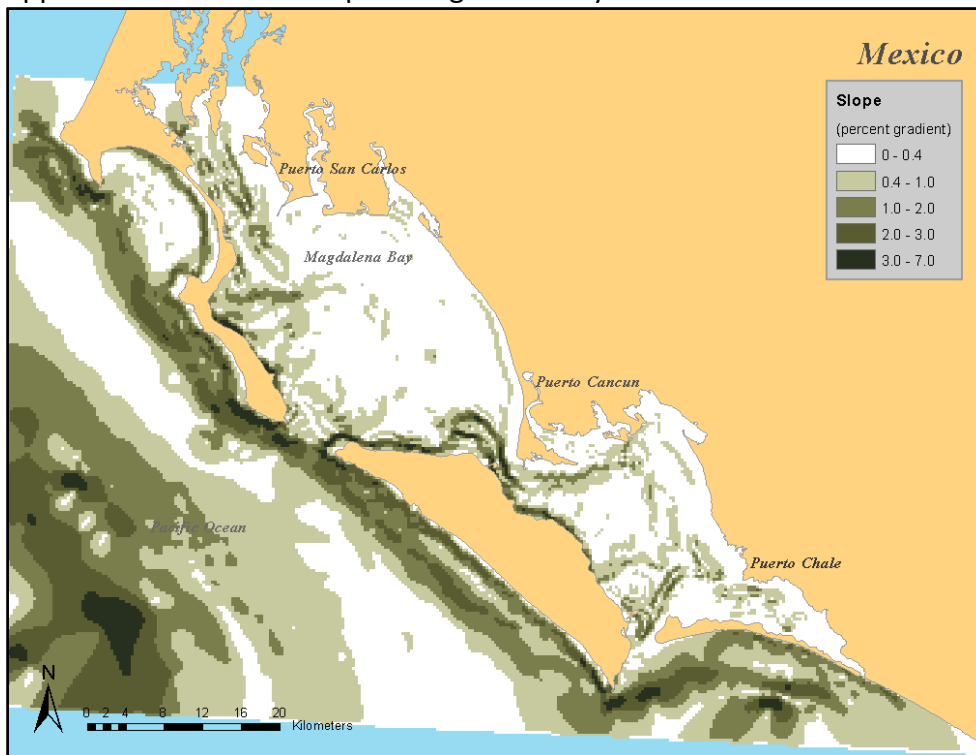 Mexico
Slope
(percent gradient)
0 - 0.4
0.4 - 1.0
1.0 - 2.0
2.0 - 3.0
3.0 - 7.0
Puerto San Carlos
Magdalena Bay
Puerto Cancun
Pacific Ocean
Puerto Chale
N
0 2 4 8 12 16 20
Kilometers